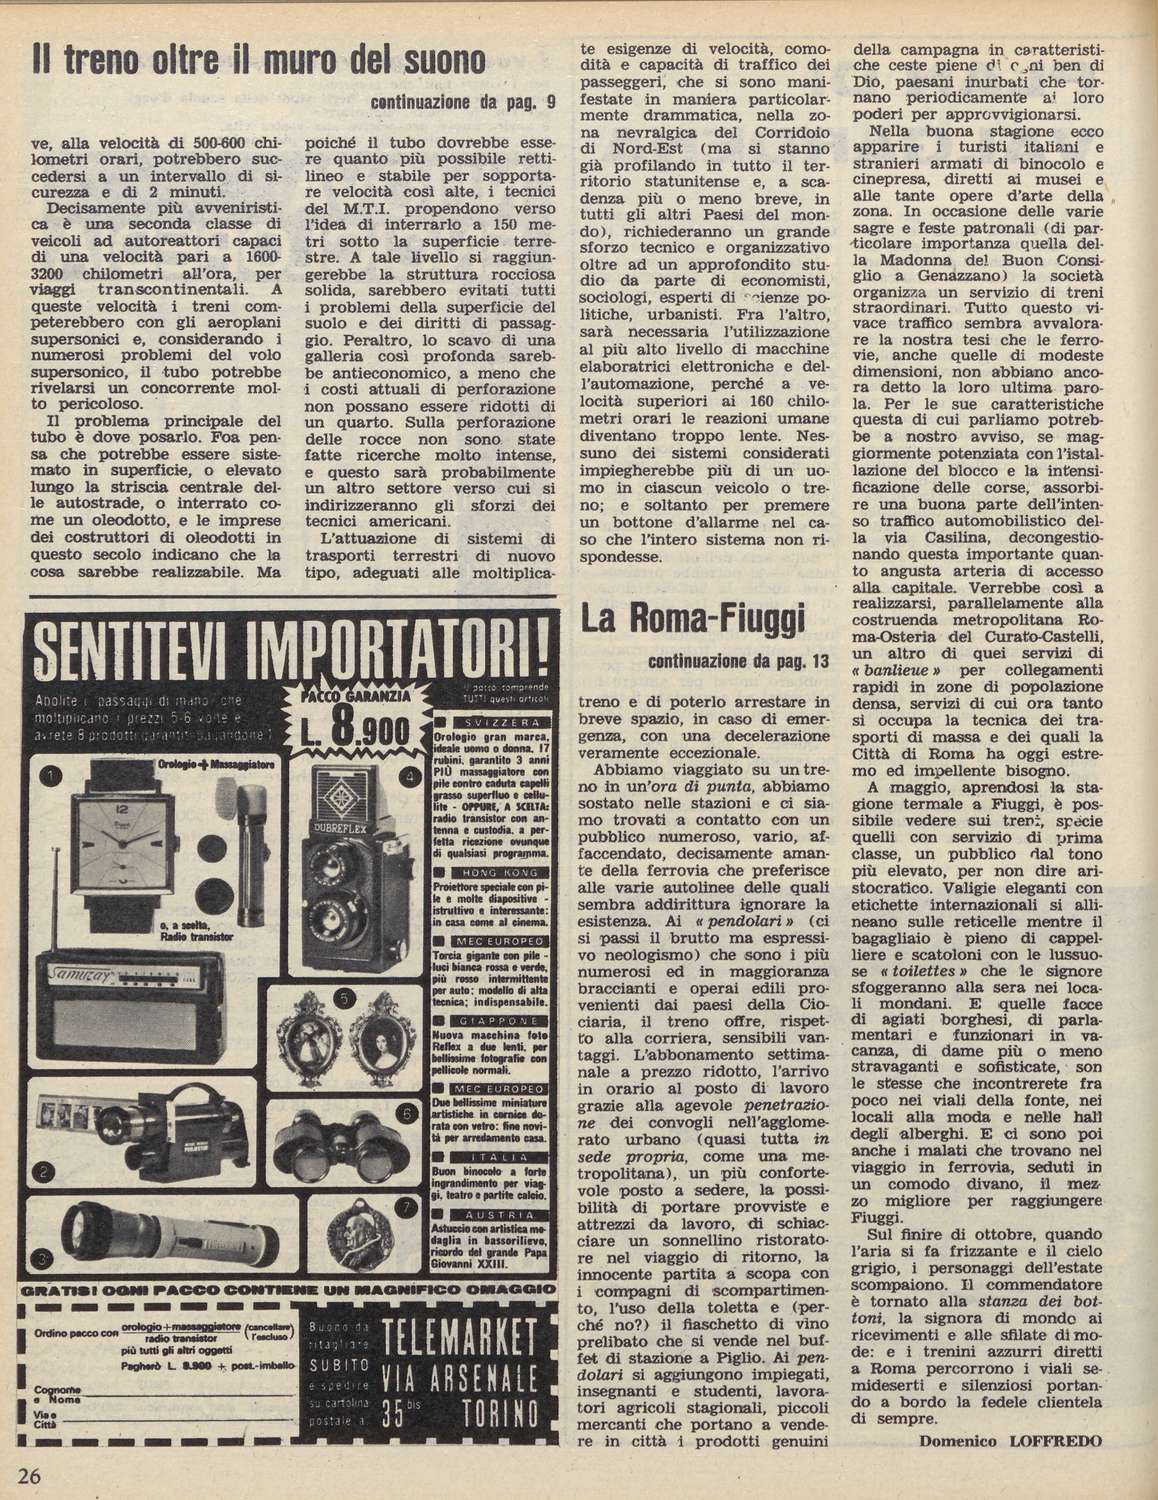 Il treno oltre il muro del suono
continuazione da pag. 9
ve, alla velocità di 500-600 chi-
lometri orari, potrebbero suc-
cedersi a un intervallo di si-
curezza e di 2 minuti.
Decisamente più avveniristi-
ca è una seconda classe di
veicoli ad autoreattori capaci
di una velocità pari a 1600-
3200 chilometri all'ora, per
viaggi transcontinentali. A
queste velocità i treni com-
peterebbero con gli aeroplani
supersonici e, considerando i
numerosi problemi del volo
supersonico, il tubo potrebbe
rivelarsi un concorrente mol-
to pericoloso.
Il problema principale del
tubo è dove posarlo. Foa pen-
sa che potrebbe essere siste-
mato in superficie, o elevato
lungo la striscia centrale del-
le autostrade, o interrato co-
me un oleodotto, e le imprese
dei costruttori di oleodotti in
questo secolo indicano che la
cosa sarebbe realizzabile. Ma
poiché il tubo dovrebbe esse-
re quanto più possibile retti-
lineo e stabile per sopporta-
re velocità così alte, i tecnici
del M.T.I. propendono verso
l'idea di interrarlo a 150 me-
tri sotto la superficie terre-
stre. A tale livello si raggiun-
gerebbe la struttura rocciosa
solida, sarebbero evitati tutti
i problemi della superficie del
suolo e dei diritti di passag-
gio. Peraltro, lo scavo di una
galleria così profonda sareb-
be antieconomico, a meno che
i costi attuali di perforazione
non possano essere ridotti di
un quarto. Sulla perforazione
delle rocce non sono state
fatte ricerche molto intense,
e questo sarà probabilmente
un altro settore verso cui si
indirizzeranno gli sforzi dei
tecnici americani.
L'attuazione di sistemi di
trasporti terrestri di nuovo
tipo, adeguati alle moltiplica-
te esigenze di velocità, como-
dità e capacità di traffico dei
passeggeri, che si sono mani-
festate in maniera particolar-
mente drammatica, nella zo-
na nevralgica del Corridoio
di Nord-Est (ma si stanno
già profilando in tutto il ter-
ritorio statunitense e, a sca-
denza più o meno breve, in
tutti gli altri Paesi del mon-
do), richiederanno un grande
sforzo tecnico e organizzativo
oltre ad un approfondito stu-
dio da parte di economisti,
sociologi, esperti di scienze po-
litiche, urbanisti. Fra l'altro,
sarà necessaria l'utilizzazione
al più alto livello di macchine
elaboratrici elettroniche e del-
l'automazione, perché a ve-
locità superiori ai 160 chilo-
metri orari le reazioni umane
diventano troppo lente. Nes-
suno dei sistemi considerati
impiegherebbe più di un uo-
mo in ciascun veicolo o tre-
no; e soltanto per premere
un bottone d'allarme nel ca-
so che l'intero sistema non ri-
spondesse.
La Roma-Fiuggi
continuazione da pag. 13
treno e di poterlo arrestare in
breve spazio, in caso di emer-
genza, con una decelerazione
veramente eccezionale.
Abbiamo viaggiato su un tre-
no in un'ora di punta, abbiamo
sostato nelle stazioni e ci sia-
mo trovati a contatto con un
pubblico numeroso, vario, af-
faccendato, decisamente aman-
te della ferrovia che preferisce
alle varie autolinee delle quali
sembra addirittura ignorare la
esistenza. Ai « pendolari » (ci
si passi il brutto ma espressi-
vo neologismo) che sono i più
numerosi ed in maggioranza
braccianti e operai edili pro-
venienti dai paesi della Cio-
ciaria, il treno offre, rispet-
to alla corriera, sensibili van-
taggi. L'abbonamento settima-
nale a prezzo ridotto, l'arrivo
in orario al posto di lavoro
grazie alla agevole penetrazio-
ne dei convogli nell'agglome-
rato urbano (quasi tutta in
sede propria, come una me-
tropolitana), un più conforte-
vole posto a sedere, la possi-
bilità di portare provviste e
attrezzi da lavoro, di schiac-
ciare un sonnellino ristorato-
re nel viaggio di ritorno, la
innocente partita a scopa con
i compagni di scompartimen-
to, l'uso della toletta e (per-
ché no?) il fiaschetto di vino
prelibato che si vende nel buf-
fet di stazione a Piglio. Ai pen-
dolari si aggiungono impiegati,
insegnanti e studenti, lavora-
tori agricoli stagionali, piccoli
mercanti che portano a vende-
re in città i prodotti genuini
della campagna in caratteristi-
che ceste piene di ogni ben di
Dio, paesani inurbati che tor-
nano periodicamente ai loro
poderi per approvvigionarsi.
Nella buona stagione ecco
apparire i turisti italiani e
stranieri armati di binocolo e
cinepresa, diretti ai musei e
alle tante opere d'arte della
zona. In occasione delle varie
sagre e feste patronali (di par-
ticolare importanza quella del-
la Madonna del Buon Consi-
glio a Genazzano) la società
organizza un servizio di treni
straordinari. Tutto questo vi-
vace traffico sembra avvalora-
re la nostra tesi che le ferro-
vie, anche quelle di modeste
dimensioni, non abbiano anco-
ra detto la loro ultima paro-
la. Per le sue caratteristiche
questa di cui parliamo potreb-
be a nostro avviso, se mag-
giormente potenziata con l'istal-
lazione del blocco e la intensi-
ficazione delle corse, assorbi-
re una buona parte dell'inten-
so traffico automobilistico del-
la via Casilina, decongestio-
nando questa importante quan-
to angusta arteria di accesso
alla capitale. Verrebbe così a
realizzarsi, parallelamente alla
costruenda metropolitana Ro-
ma-Osteria del Curato-Castelli,
un altro di quei servizi di
« banlieue » per collegamenti
rapidi in zone di popolazione
densa, servizi di cui ora tanto
si occupa la tecnica dei tra-
sporti di massa e dei quali la
Città di Roma ha oggi estre-
mo ed impellente bisogno.
A maggio, aprendosi la sta-
gione termale a Fiuggi, è pos-
sibile vedere sui treni, specie
quelli con servizio di prima
classe, un pubblico dal tono
più elevato, per non dire ari-
stocratico. Valigie eleganti con
etichette internazionali si alli-
neano sulle reticelle mentre il
bagagliaio è pieno di cappel-
liere e scatoloni con le lussuo-
se « toilettes » che le signore
sfoggeranno alla sera nei loca-
li mondani. E quelle facce
di agiati borghesi, di parla-
mentari e funzionari in va-
canza, di dame più o meno
stravaganti e sofisticate, son
le stesse che incontrerete fra
poco nei viali della fonte, nei
locali alla moda e nelle hall
degli alberghi. E ci sono poi
anche i malati che trovano nel
viaggio in ferrovia, seduti in
un comodo divano, il mez-
zo migliore per raggiungere
Fiuggi.
Sul finire di ottobre, quando
l'aria si fa frizzante e il cielo
grigio, i personaggi dell'estate
scompaiono. Il commendatore
è tornato alla stanza dei bot-
toni, la signora di mondo ai
ricevimenti e alle sfilate di mo-
de: e i trenini azzurri diretti
a Roma percorrono i viali se-
mideserti e silenziosi portan-
do a bordo la fedele clientela
di sempre.
Domenico LOFFREDO
SENTITEVI IMPORTATORI!
Abolite i passaggi di mano che
moltiplicano i prezzi 5-6 volte e
avrete 8 prodotti garantiti pagandone 1
PACCO GARANZIA
L. 8.900
il pacco comprende
TUTTI questi articoli
1
Orologio + Massaggiatore
o, a scelta,
Radio transistor
Samuray
4
DUBREFLEX
5
2
PROJECTOR
6
3
7
SVIZZERA
Orologio gran marca,
ideale uomo o donna. 17
rubini, garantito 3 anni
PIÙ massaggiatore con
pile contro caduta capelli
grasso superfluo e cellu-
lite - OPPURE, A SCELTA:
radio transistor con an-
tenna e custodia, a per-
fetta ricezione ovunque
di qualsiasi programma.
HONG KONG
Proiettore speciale con pi-
le e molte diapositive -
istruttivo e interessante:
in casa come al cinema.
MEC EUROPEO
Torcia gigante con pile -
luci bianca rossa e verde,
più rosso intermittente
per auto: modello di alta
tecnica; indispensabile.
GIAPPONE
Nuova macchina foto
Reflex a due lenti, per
bellissime fotografie con
pellicole normali.
MEC EUROPEO
Due bellissime miniature
artistiche in cornice do-
rata con vetro: fine novi-
tà per arredamento casa.
ITALIA
Buon binocolo a forte
ingrandimento per viag-
gi, teatro e partite calcio.
AUSTRIA
Astuccio con artistica me-
daglia in bassorilievo,
ricordo del grande Papa
Giovanni XXIII.
GRATIS! OGNI PACCO CONTIENE UN MAGNIFICO OMAGGIO
Ordino pacco con orologio+massaggiatore (cancellare
radio transistor l'escluso)
più tutti gli altri oggetti
Pagherò L. 8.900 + post.-imballo
Cognome
e Nome
Via e
Città
Buono da
ritagliare
SUBITO
e spedire
su cartolina
postale a:
TELEMARKET
VIA ARSENALE
35 bis TORINO
26